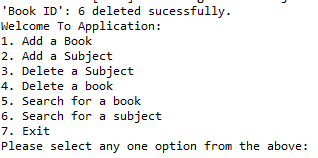 'Book ID': 6 deleted sucessfully.
Welcome To Application:
1. Add a Book
2. Add a Subject
3. Delete a Subject
4. Delete a book
5. Search for a book
6. Search for a subject
7. Exit
Please select any one option from the above: